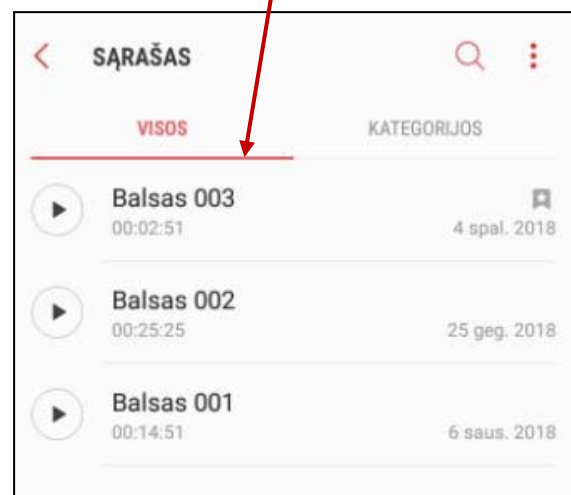 SĄRAŠAS
VISOS KATEGORIJOS
Balsas 003
00:02:51 4 spal. 2018
Balsas 002
00:25:25 25 geg. 2018
Balsas 001
00:14:51 6 saus. 2018